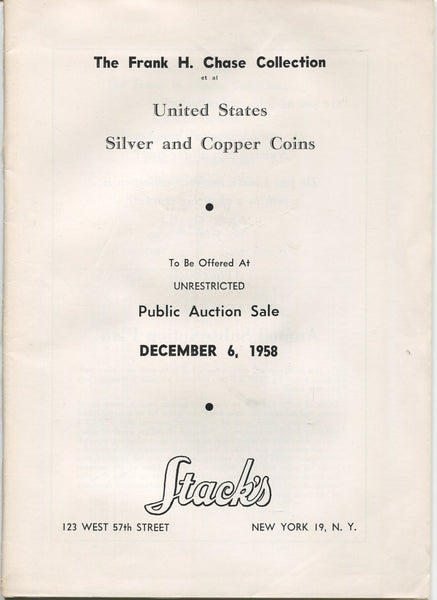 The Frank H. Chase Collection
et al
United States
Silver and Copper Coins
To Be Offered At
UNRESTRICTED
Public Auction Sale
DECEMBER 6, 1958
Stack's
123 WEST 57th STREET NEW YORK 19, N. Y.